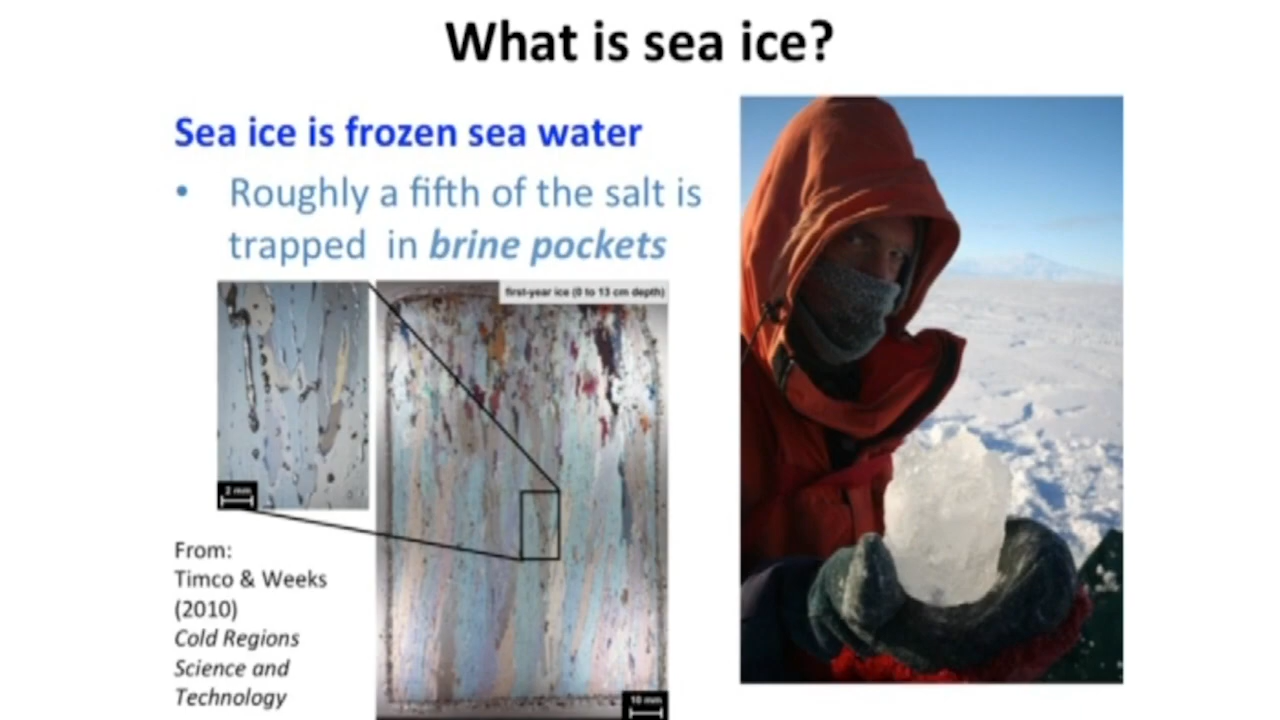 What is sea ice?
Sea ice is frozen sea water
• Roughly a fifth of the salt is
trapped in brine pockets
first-year ice (0 to 13 cm depth)
2 mm
From:
Timco & Weeks
(2010)
Cold Regions
Science and
Technology
10 mm